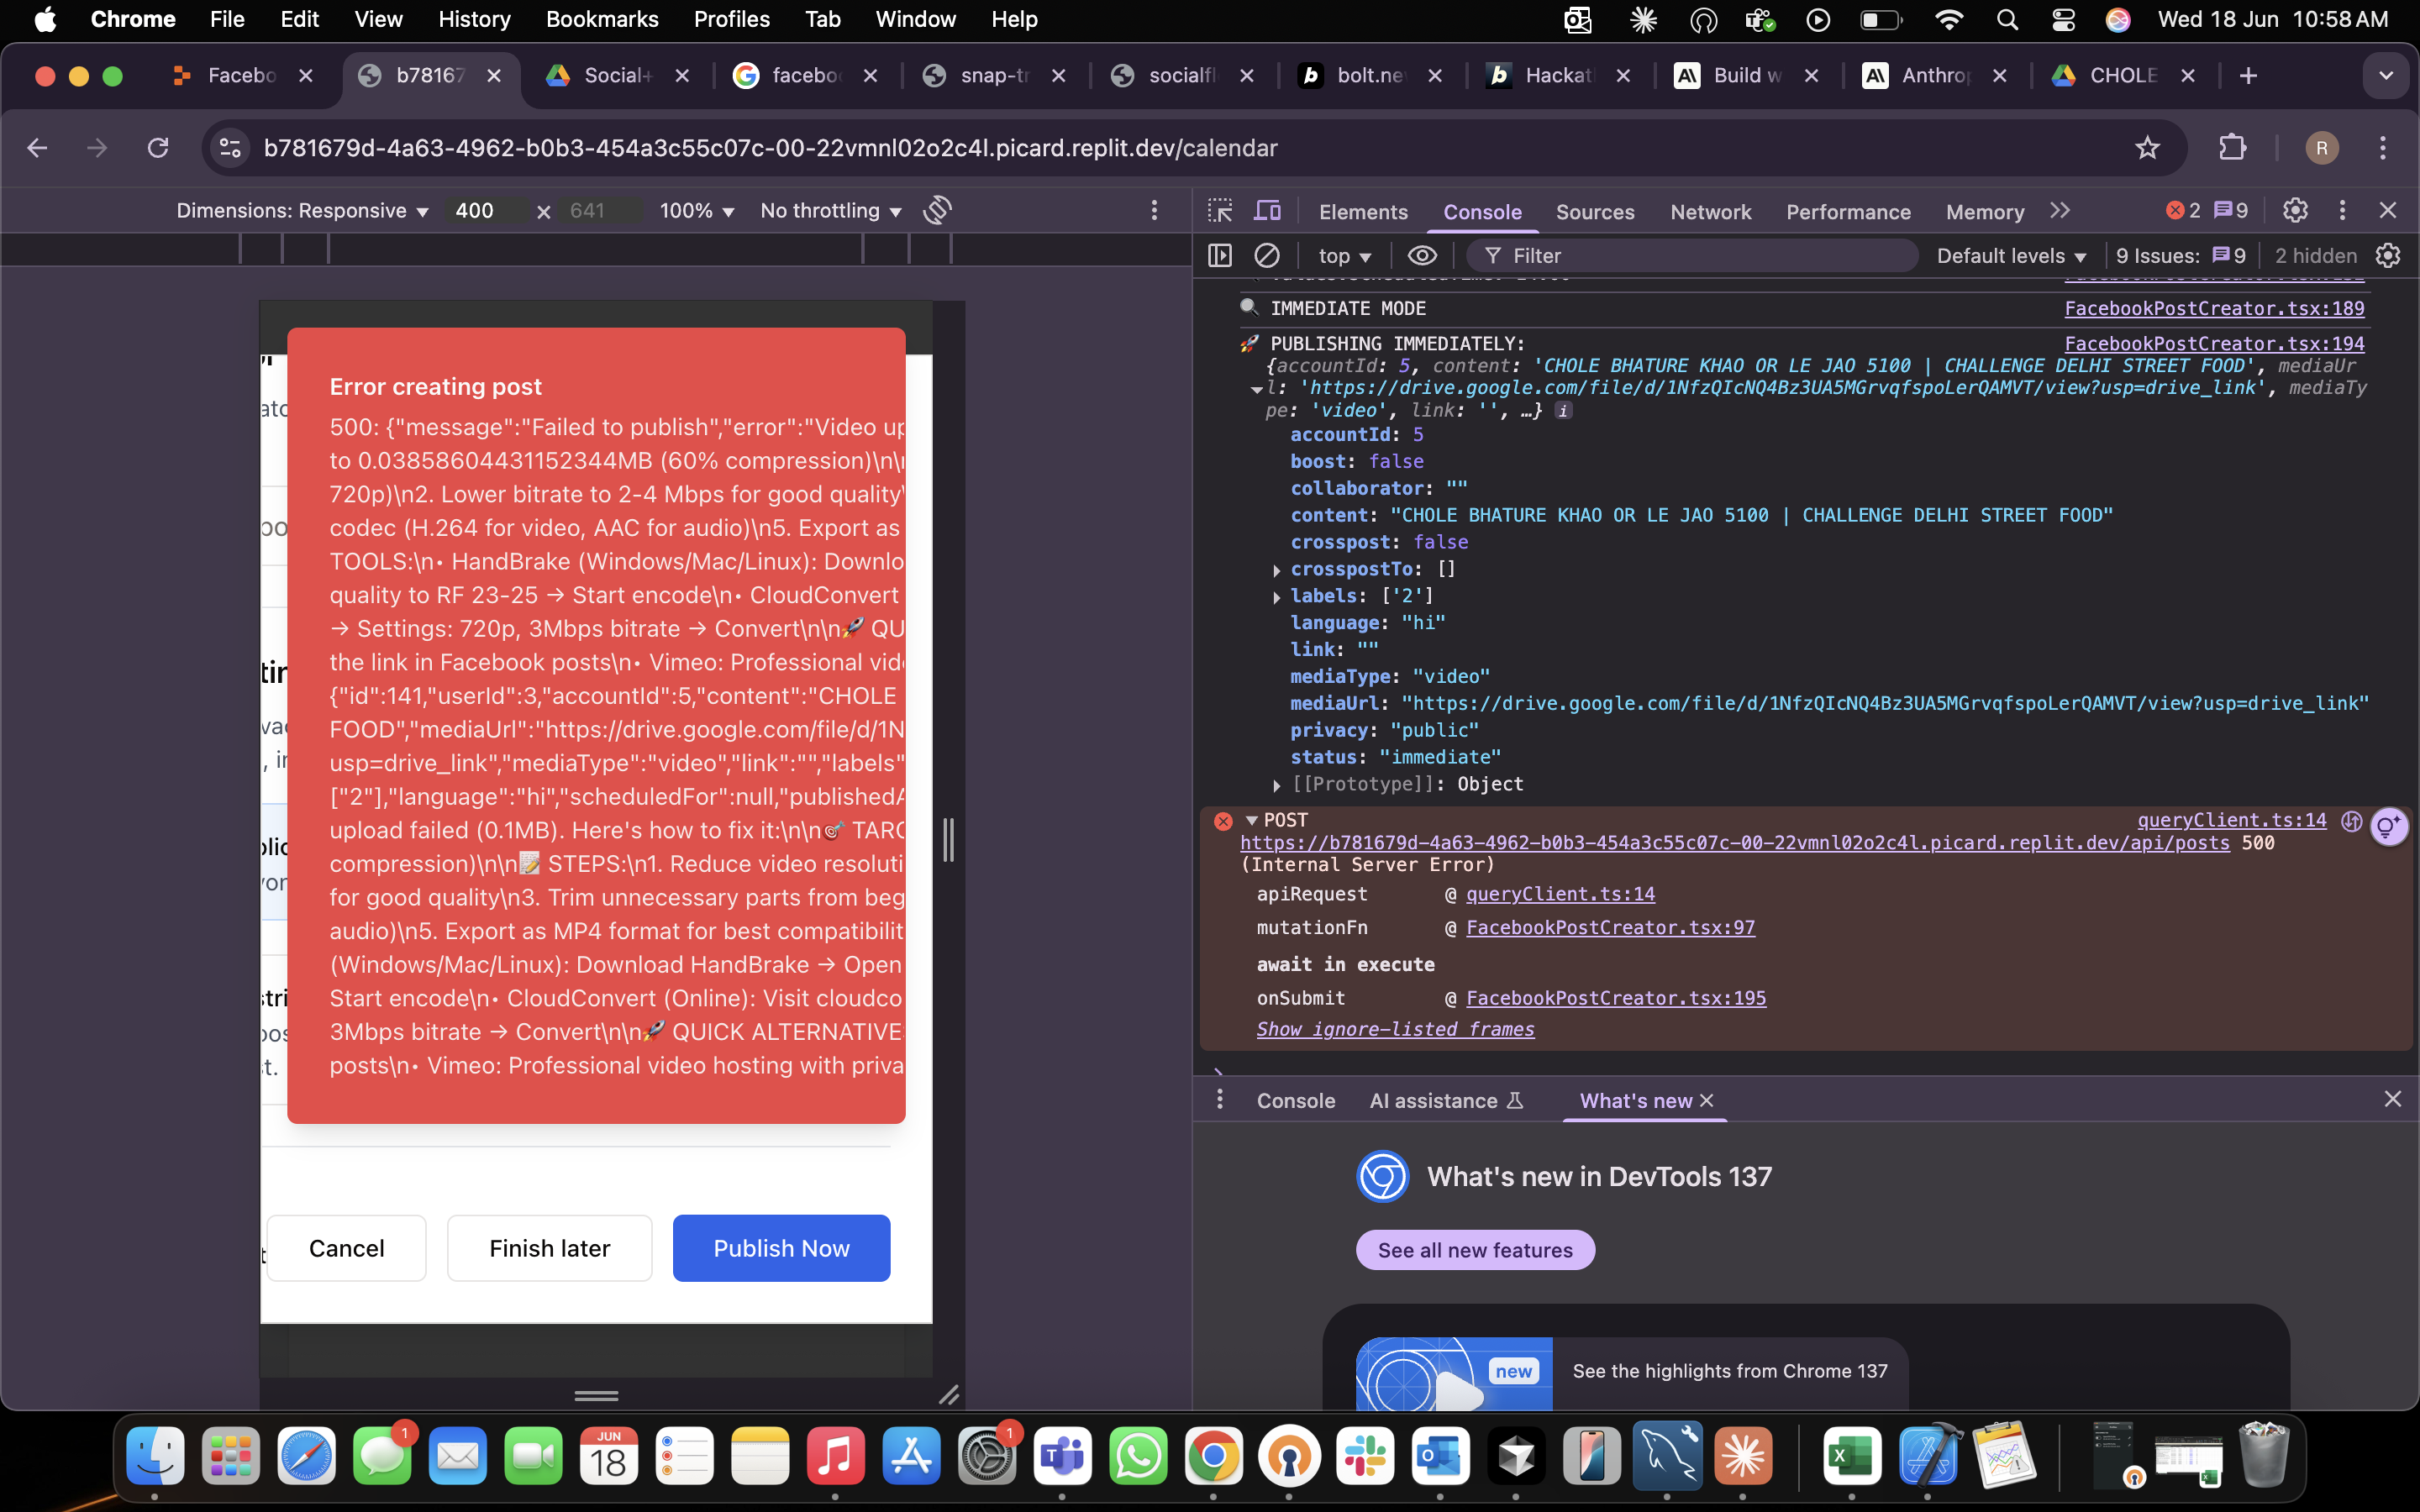 Chrome File Edit View History Bookmarks Profiles Tab Window Help Wed 18 Jun 10:58 AM
Facebo b78167 Social+ facebo snap-tr socialfl bolt.ne Hackat Build w Anthro CHOLE
b781679d-4a63-4962-b0b3-454a3c55c07c-00-22vmnl02o2c4l.picard.replit.dev/calendar R
Dimensions: Responsive 400 x 641 100% No throttling
Elements Console Sources Network Performance Memory 2 9
top Filter Default levels 9 Issues: 9 2 hidden
IMMEDIATE MODE FacebookPostCreator.tsx:189
🚀 PUBLISHING IMMEDIATELY: FacebookPostCreator.tsx:194
{accountId: 5, content: 'CHOLE BHATURE KHAO OR LE JAO 5100 | CHALLENGE DELHI STREET FOOD', mediaUr
l: 'https://drive.google.com/file/d/1NfzQIcNQ4Bz3UA5MGrvqfspoLerQAMVT/view?usp=drive_link', mediaTy
pe: 'video', link: '', …} i
accountId: 5
boost: false
collaborator: ""
content: "CHOLE BHATURE KHAO OR LE JAO 5100 | CHALLENGE DELHI STREET FOOD"
crosspost: false
crosspostTo: []
labels: ['2']
language: "hi"
link: ""
mediaType: "video"
mediaUrl: "https://drive.google.com/file/d/1NfzQIcNQ4Bz3UA5MGrvqfspoLerQAMVT/view?usp=drive_link"
privacy: "public"
status: "immediate"
[[Prototype]]: Object
POST queryClient.ts:14
https://b781679d-4a63-4962-b0b3-454a3c55c07c-00-22vmnl02o2c4l.picard.replit.dev/api/posts 500
(Internal Server Error)
apiRequest @ queryClient.ts:14
mutationFn @ FacebookPostCreator.tsx:97
await in execute
onSubmit @ FacebookPostCreator.tsx:195
Show ignore-listed frames
Console AI assistance What's new
What's new in DevTools 137
See all new features
new See the highlights from Chrome 137
Error creating post
500: {"message":"Failed to publish","error":"Video up
to 0.03858604431152344MB (60% compression)\n\n
720p)\n2. Lower bitrate to 2-4 Mbps for good quality\
codec (H.264 for video, AAC for audio)\n5. Export as
TOOLS:\n• HandBrake (Windows/Mac/Linux): Downlo
quality to RF 23-25 → Start encode\n• CloudConvert
→ Settings: 720p, 3Mbps bitrate → Convert\n\n🚀 QU
the link in Facebook posts\n• Vimeo: Professional vid
{"id":141,"userId":3,"accountId":5,"content":"CHOLE
FOOD","mediaUrl":"https://drive.google.com/file/d/1N
usp=drive_link","mediaType":"video","link":"","labels"
["2"],"language":"hi","scheduledFor":null,"publishedA
upload failed (0.1MB). Here's how to fix it:\n\n🎯 TARG
compression)\n\n📝 STEPS:\n1. Reduce video resoluti
for good quality\n3. Trim unnecessary parts from beg
audio)\n5. Export as MP4 format for best compatibilit
(Windows/Mac/Linux): Download HandBrake → Open
Start encode\n• CloudConvert (Online): Visit cloudco
3Mbps bitrate → Convert\n\n🚀 QUICK ALTERNATIVE
posts\n• Vimeo: Professional video hosting with priva
Cancel Finish later Publish Now
1 JUN 18 1